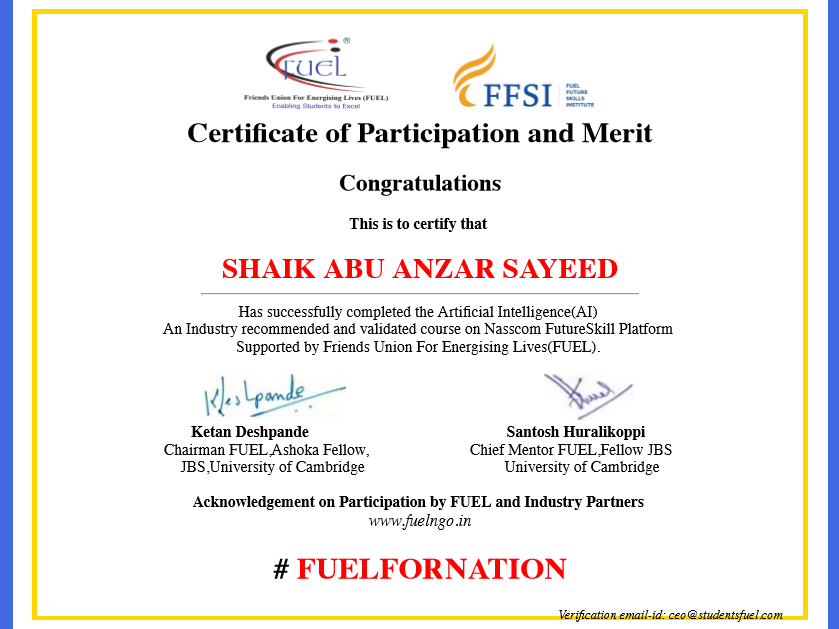 FUEL ®
Friends Union For Energising Lives (FUEL)
Enabling Students to Excel
FFSI
FUEL
FUTURE
SKILLS
INSTITUTE
Certificate of Participation and Merit
Congratulations
This is to certify that
SHAIK ABU ANZAR SAYEED
Has successfully completed the Artificial Intelligence(AI)
An Industry recommended and validated course on Nasscom FutureSkill Platform
Supported by Friends Union For Energising Lives(FUEL).
KDeshpande
Ketan Deshpande
Chairman FUEL,Ashoka Fellow,
JBS,University of Cambridge
Santosh Huralikoppi
Chief Mentor FUEL,Fellow JBS
University of Cambridge
Acknowledgement on Participation by FUEL and Industry Partners
www.fuelngo.in
# FUELFORNATION
Verification email-id: ceo@studentsfuel.com